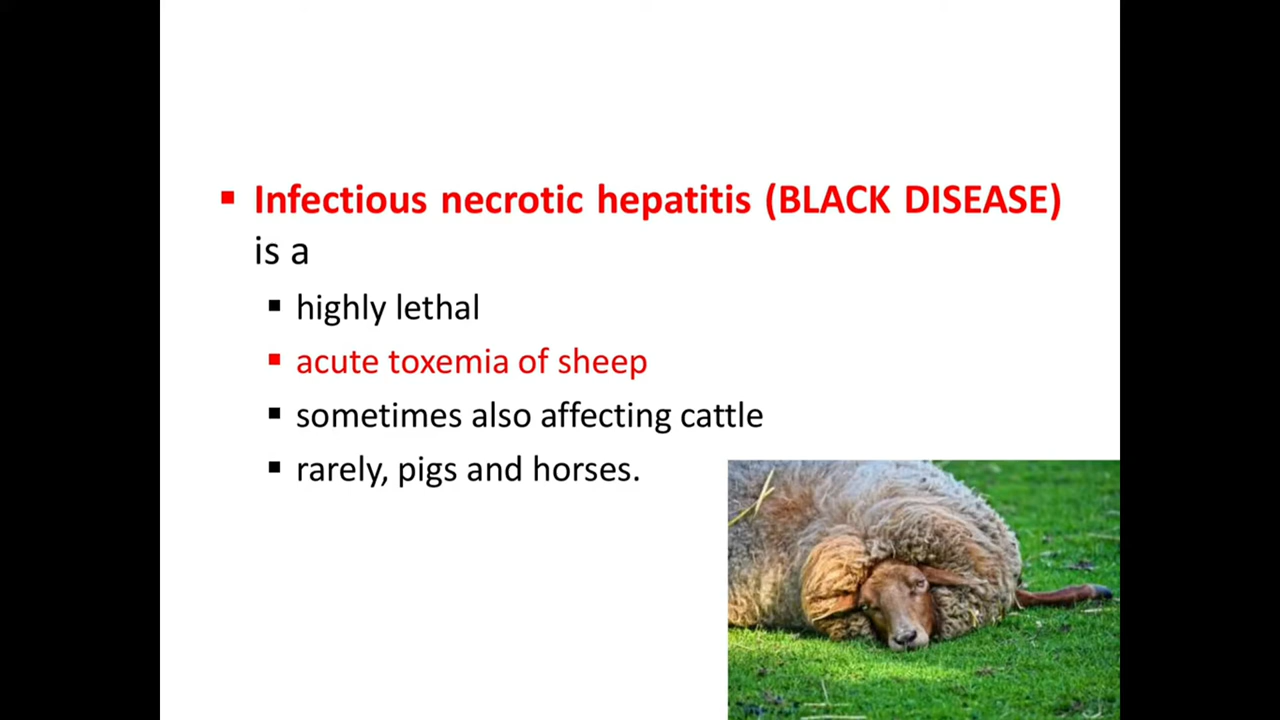 ▪ Infectious necrotic hepatitis (BLACK DISEASE)
is a
▪ highly lethal
▪ acute toxemia of sheep
▪ sometimes also affecting cattle
▪ rarely, pigs and horses.